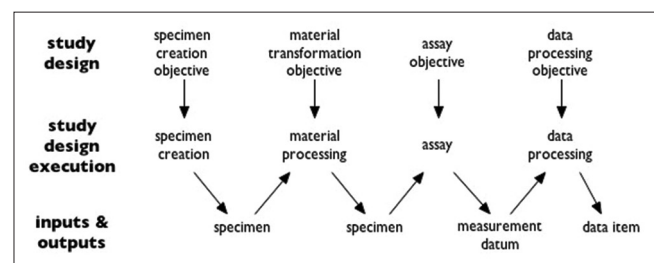 study
design
specimen
creation
objective
material
transformation
objective
assay
objective
data
processing
objective
study
design
execution
specimen
creation
material
processing
assay
data
processing
inputs &
outputs
specimen
specimen
measurement
datum
data item